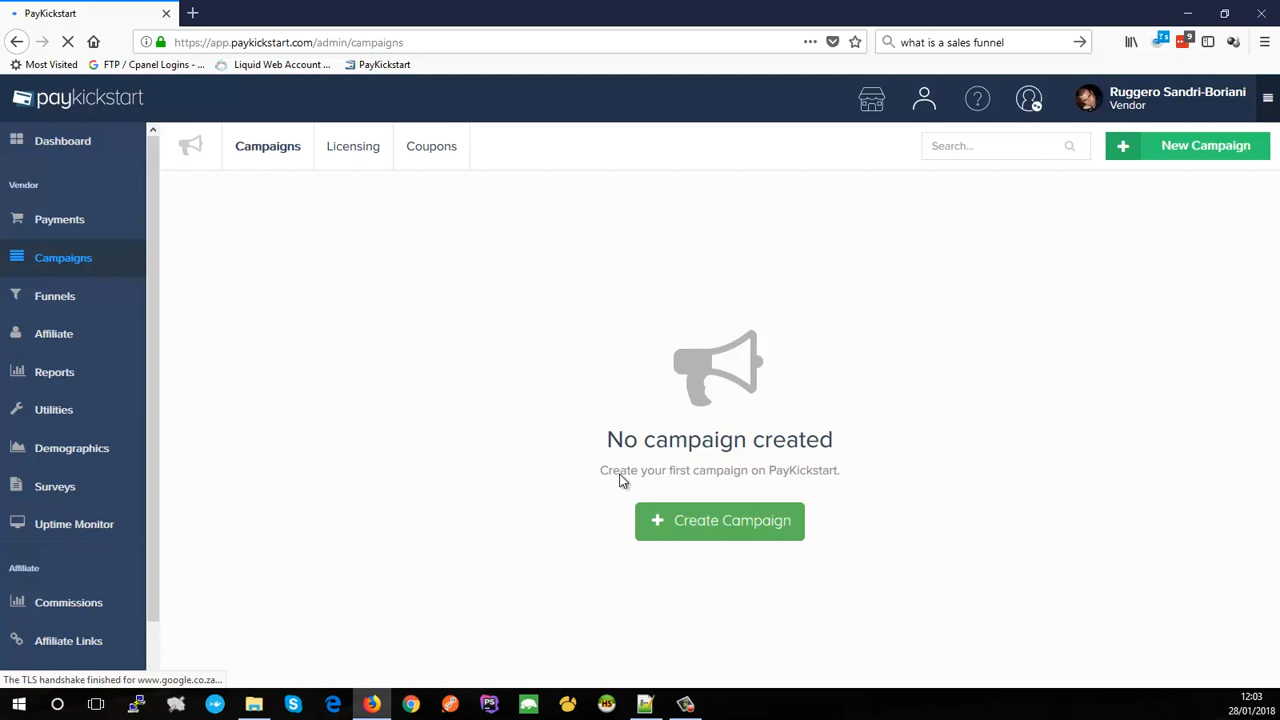 PayKickstart
https://app.paykickstart.com/admin/campaigns
what is a sales funnel
9
Most Visited
FTP / Cpanel Logins - ...
Liquid Web Account ...
PayKickstart
paykickstart
Ruggero Sandri-Boriani
Vendor
Dashboard
Campaigns
Licensing
Coupons
Search...
New Campaign
Vendor
Payments
Campaigns
Funnels
Affiliate
Reports
Utilities
Demographics
Surveys
Uptime Monitor
Affiliate
Commissions
Affiliate Links
No campaign created
Create your first campaign on PayKickstart.
Create Campaign
The TLS handshake finished for www.google.co.za...
12:03
28/01/2018